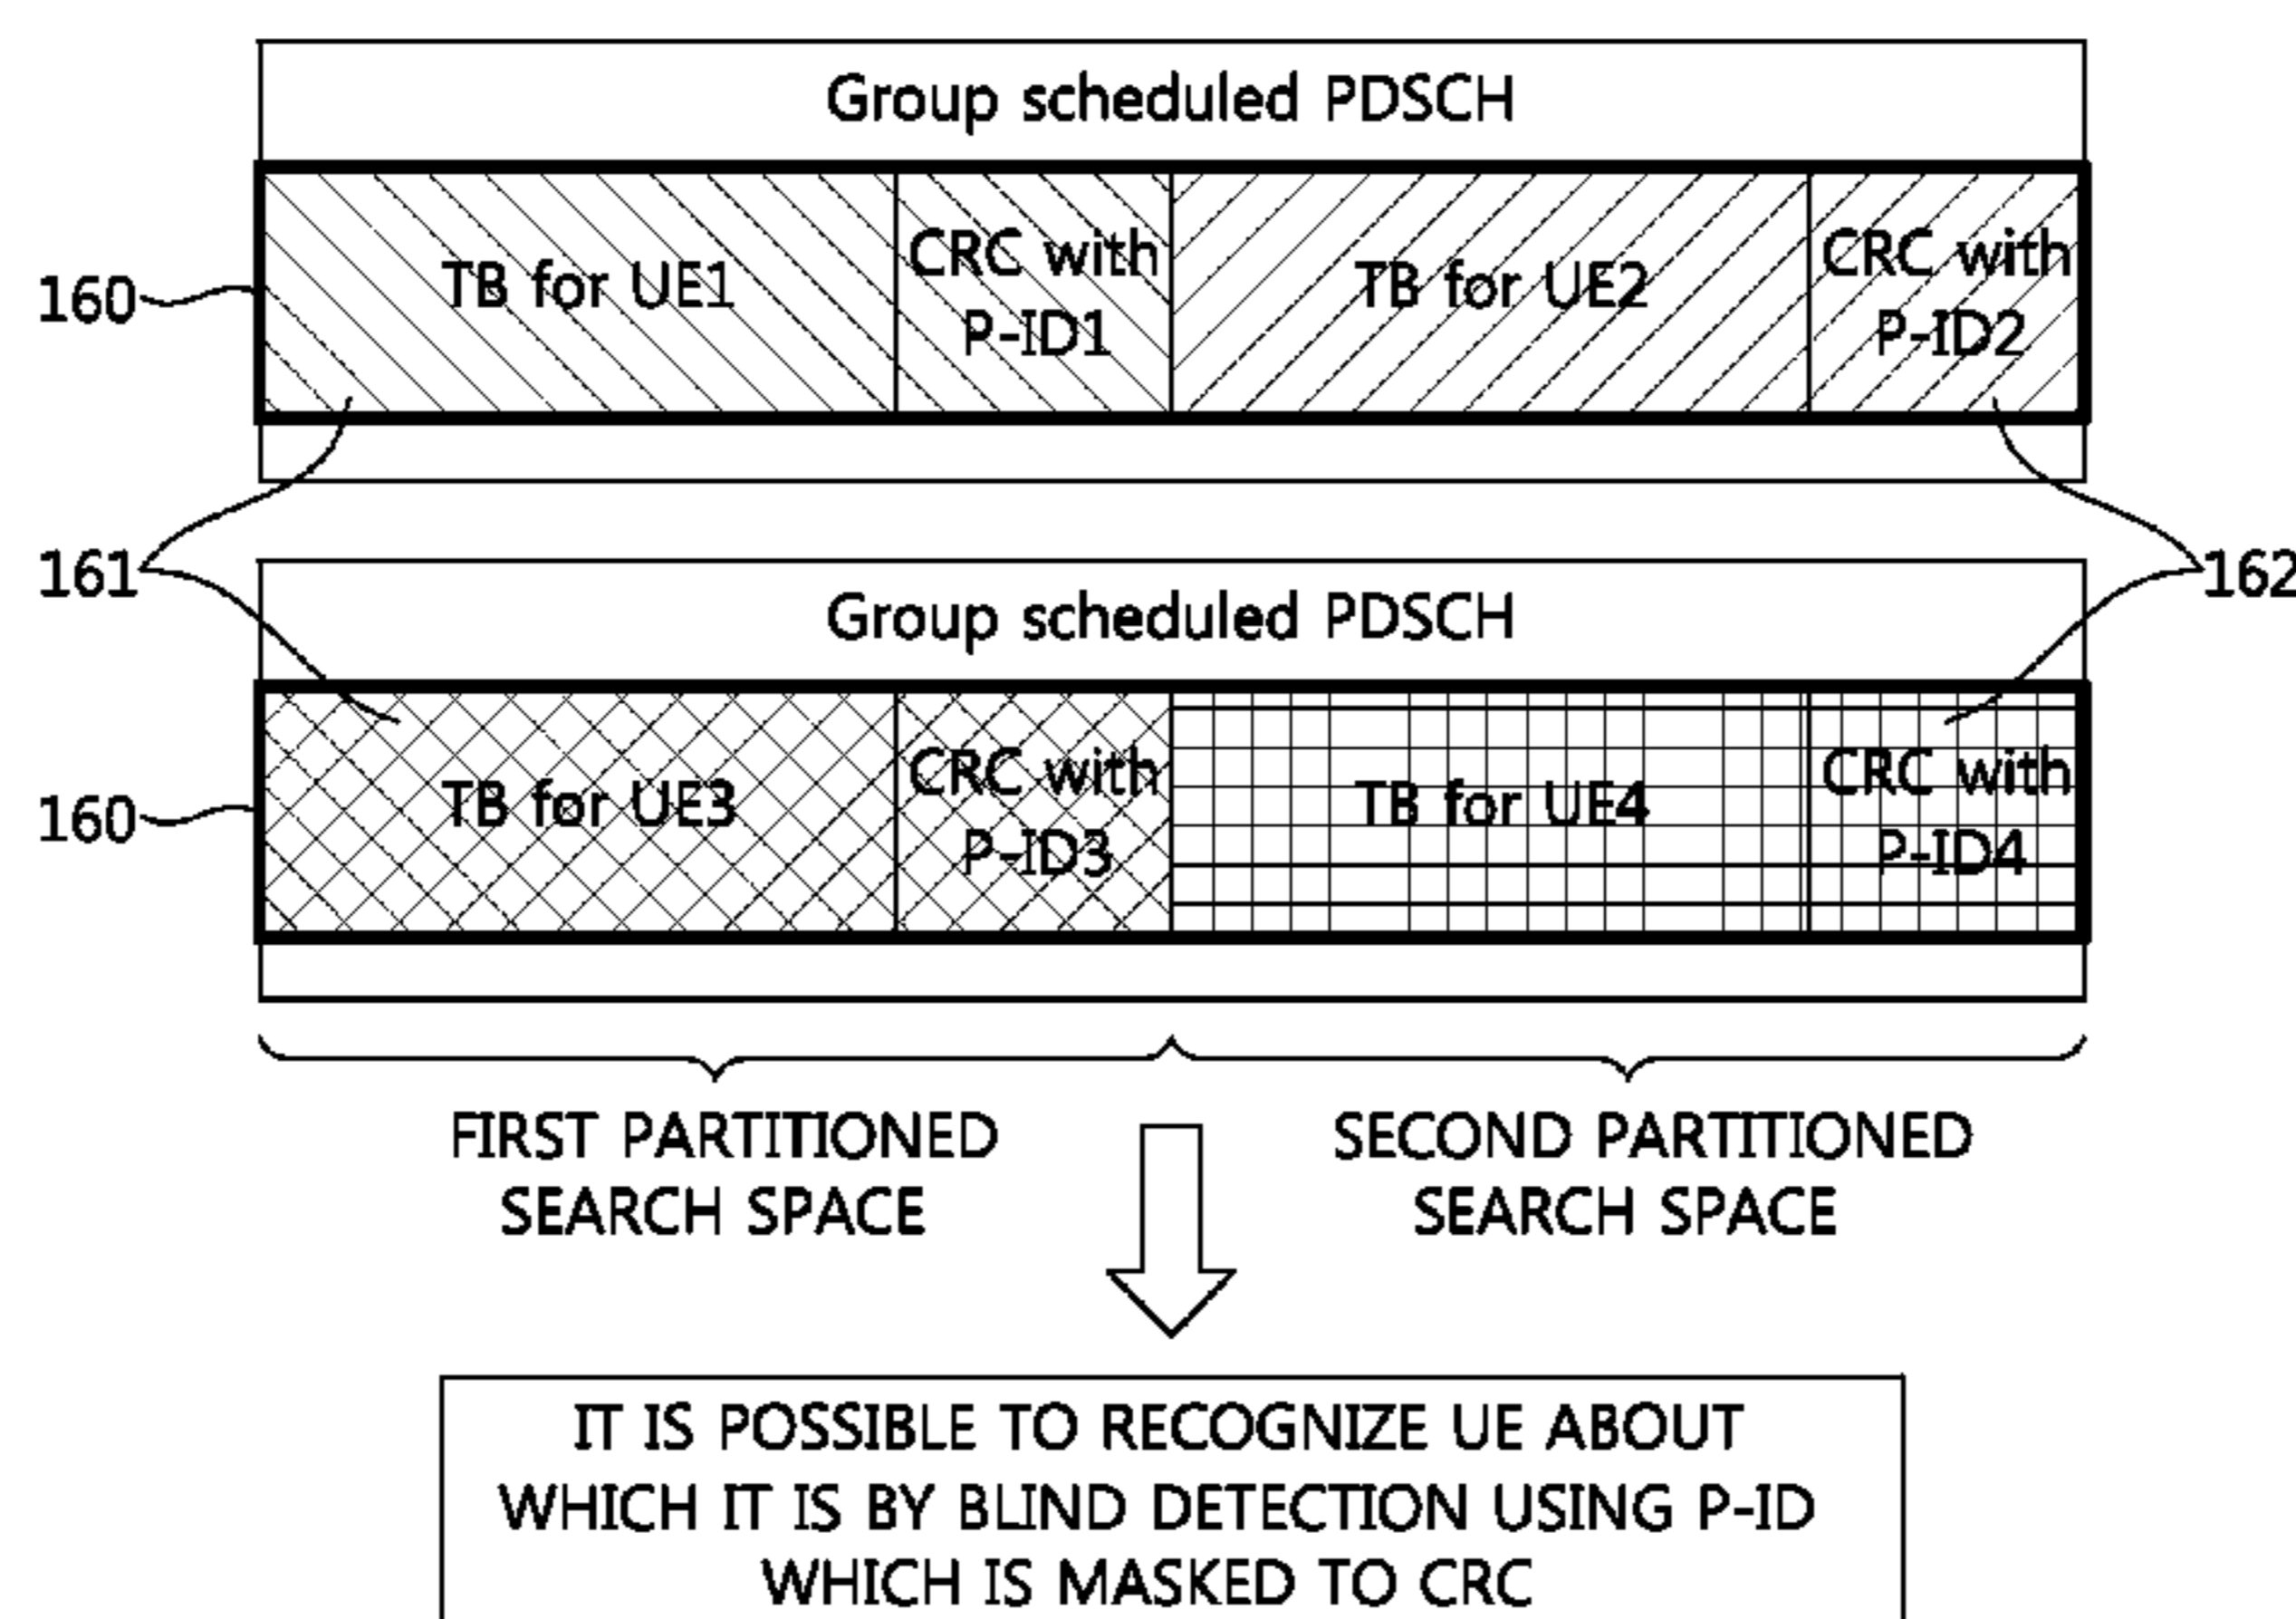 Group scheduled PDSCH
160
TB for UE1
CRC with
P-ID1
TB for UE2
CRC with
P-ID2
161
162
Group scheduled PDSCH
160
TB for UE3
CRC with
P-ID3
TB for UE4
CRC with
P-ID4
FIRST PARTITIONED
SEARCH SPACE
SECOND PARTITIONED
SEARCH SPACE
IT IS POSSIBLE TO RECOGNIZE UE ABOUT
WHICH IT IS BY BLIND DETECTION USING P-ID
WHICH IS MASKED TO CRC